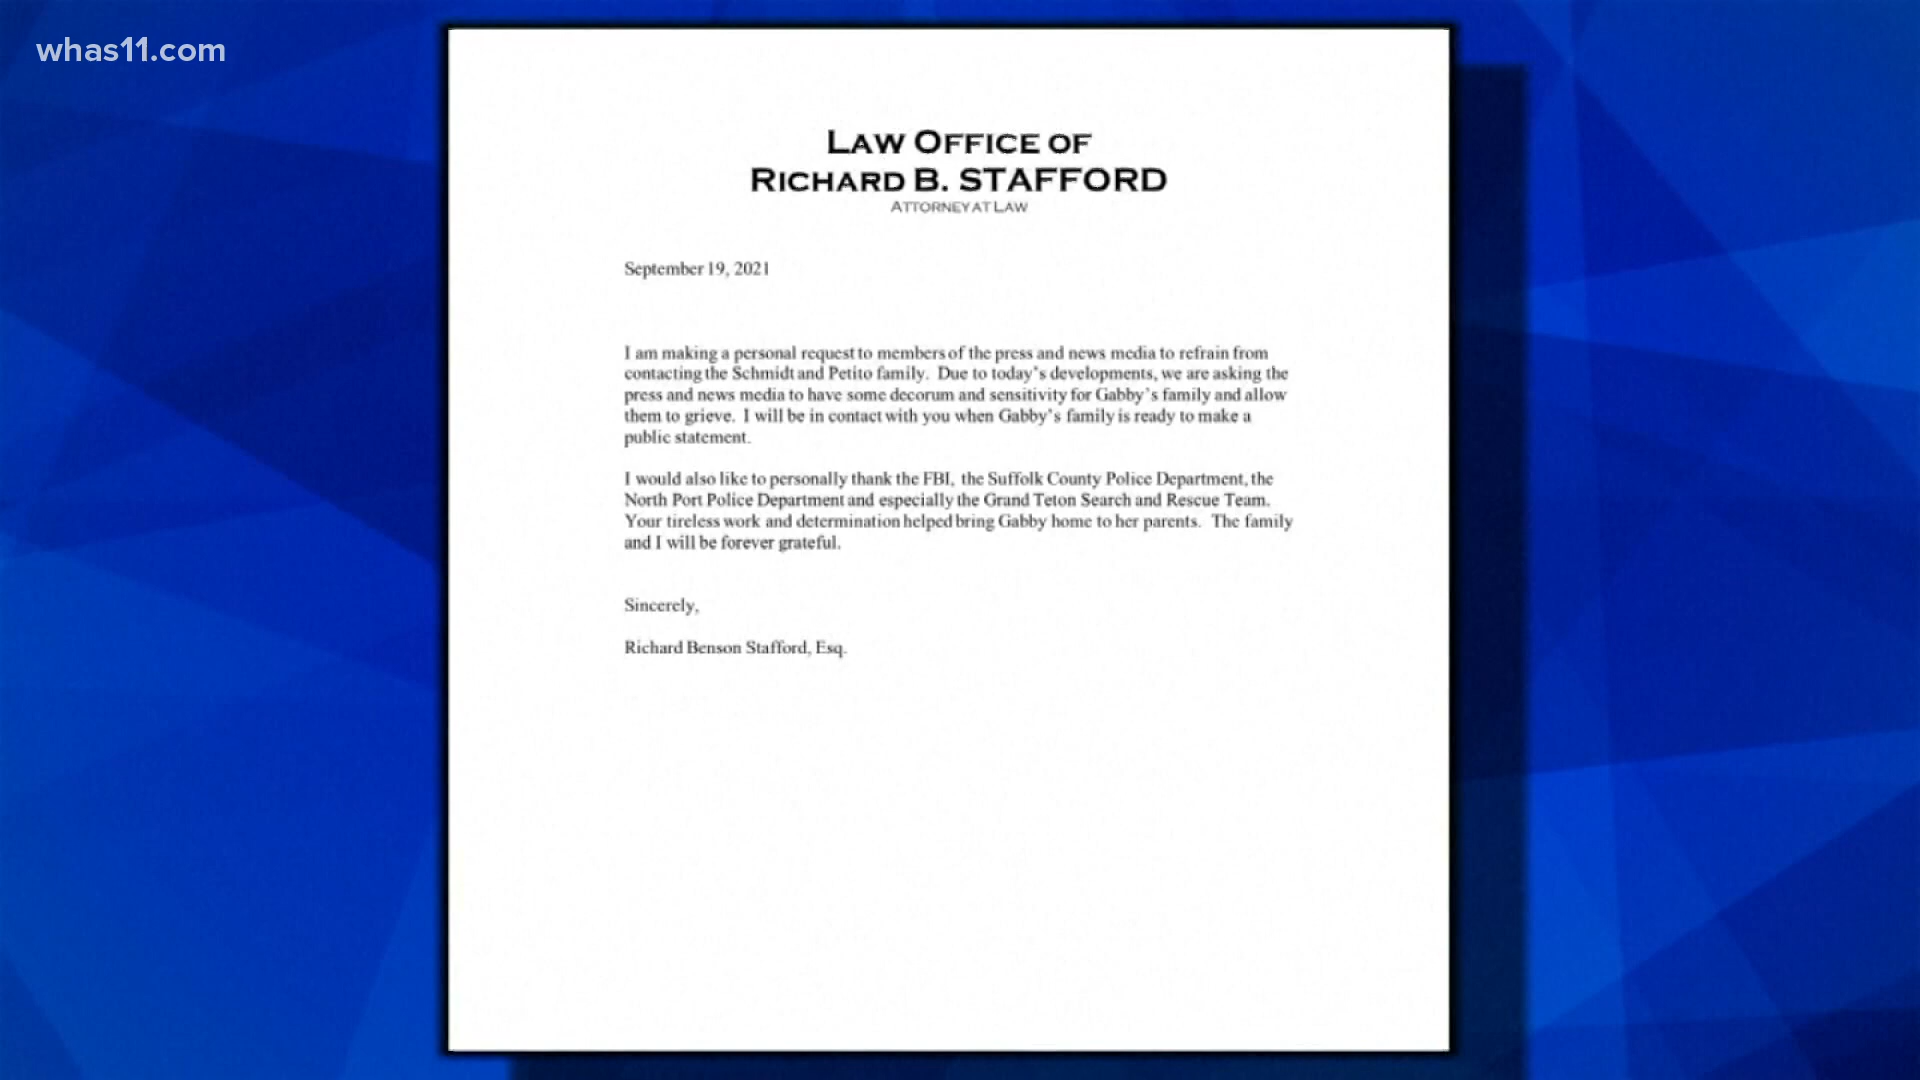 whas11.com
LAW OFFICE OF
RICHARD B. STAFFORD
ATTORNEY AT LAW
September 19, 2021
I am making a personal request to members of the press and news media to refrain from
contacting the Schmidt and Petito family. Due to today's developments, we are asking the
press and news media to have some decorum and sensitivity for Gabby's family and allow
them to grieve. I will be in contact with you when Gabby's family is ready to make a
public statement.
I would also like to personally thank the FBI, the Suffolk County Police Department, the
North Port Police Department and especially the Grand Teton Search and Rescue Team.
Your tireless work and determination helped bring Gabby home to her parents. The family
and I will be forever grateful.
Sincerely,
Richard Benson Stafford, Esq.